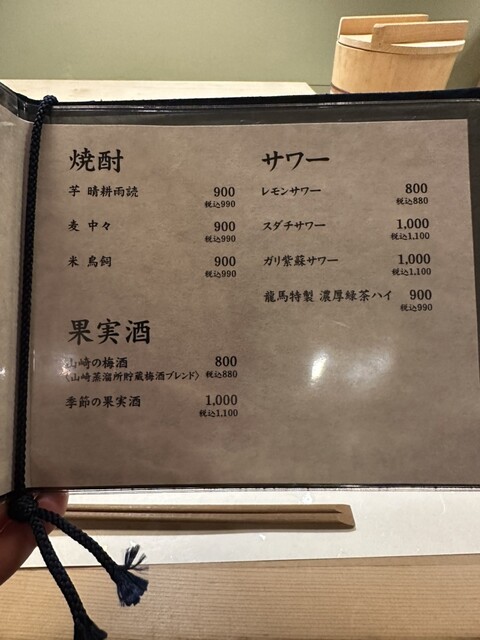 焼酎
芋 晴耕雨読 900
税込990
麦 中々 900
税込990
米 鳥飼 900
税込990
果実酒
山崎の梅酒 800
〈山崎蒸溜所貯蔵梅酒ブレンド〉 税込880
季節の果実酒 1,000
税込1,100
サワー
レモンサワー 800
税込880
スダチサワー 1,000
税込1,100
ガリ紫蘇サワー 1,000
税込1,100
龍馬特製 濃厚緑茶ハイ 900
税込990